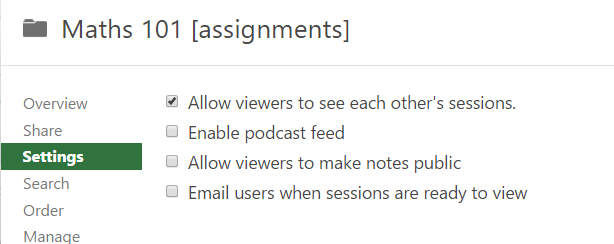 Maths 101 [assignments]
Overview
Share
Settings
Search
Order
Manage
Allow viewers to see each other's sessions.
Enable podcast feed
Allow viewers to make notes public
Email users when sessions are ready to view